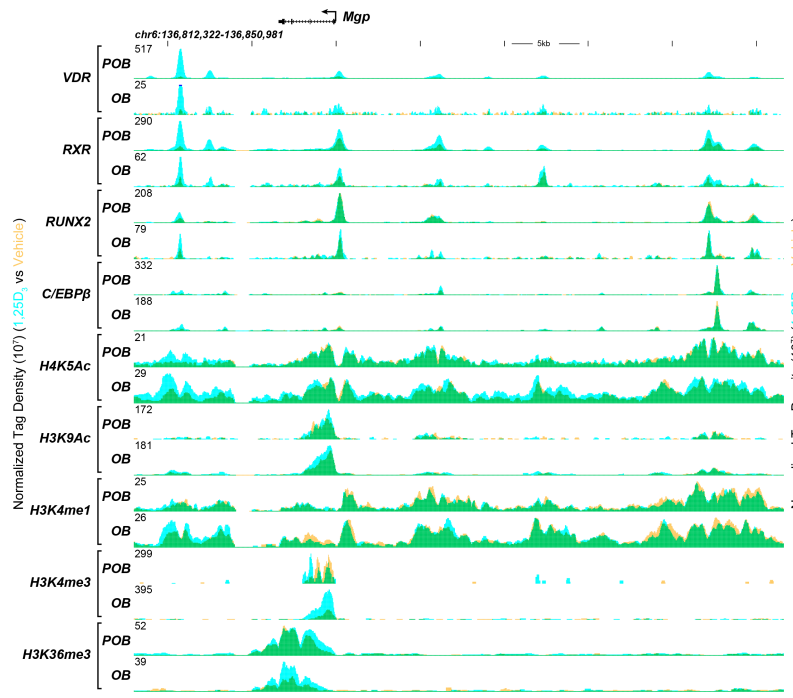 Mgp
chr6:136,812,322-136,850,981
5kb
Normalized Tag Density (10⁷) (1,25D₃ vs Vehicle)
VDR
POB
517
OB
25
RXR
POB
290
OB
62
RUNX2
POB
208
OB
79
C/EBPβ
POB
332
OB
188
H4K5Ac
POB
21
OB
29
H3K9Ac
POB
172
OB
181
H3K4me1
POB
25
OB
26
H3K4me3
POB
299
OB
395
H3K36me3
POB
52
OB
39